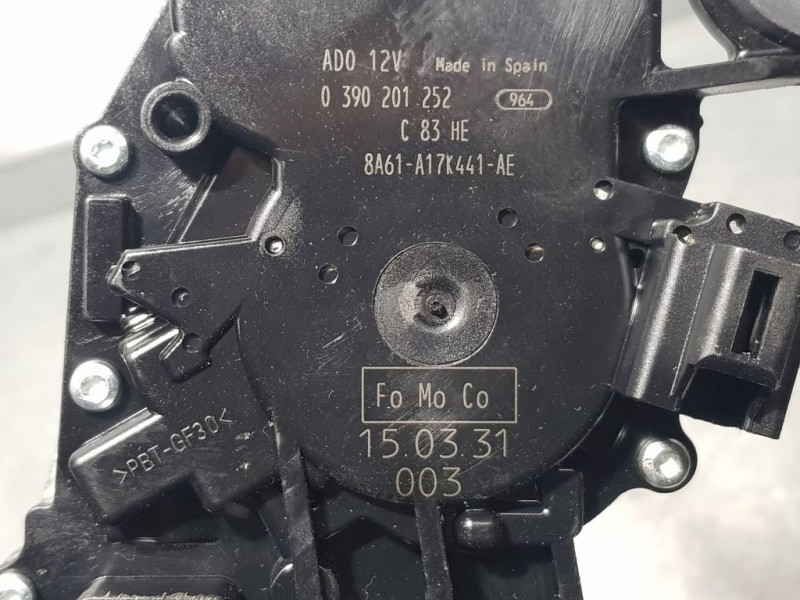 AD0 12V Made in Spain
0 390 201 252 964
C 83 HE
8A61-A17K441-AE
Fo Mo Co
15.03.31
003
>PBT-GF30<